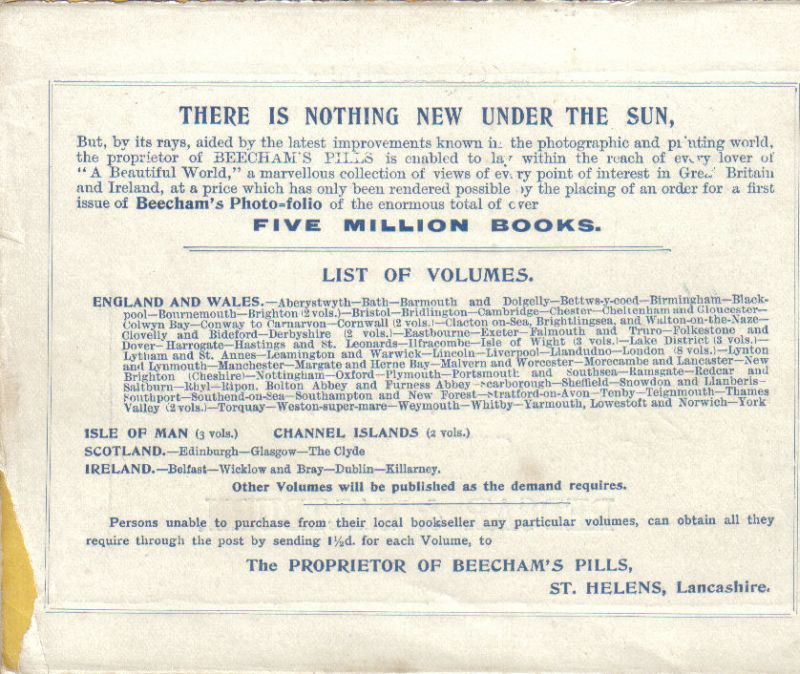 THERE IS NOTHING NEW UNDER THE SUN,
But, by its rays, aided by the latest improvements known in the photographic and printing world,
the proprietor of BEECHAM'S PILLS is enabled to lay within the reach of every lover of
"A Beautiful World," a marvellous collection of views of every point of interest in Great Britain
and Ireland, at a price which has only been rendered possible by the placing of an order for a first
issue of Beecham's Photo=folio of the enormous total of over
FIVE MILLION BOOKS.
LIST OF VOLUMES.
ENGLAND AND WALES.—Aberystwyth—Bath—Barmouth and Dolgelly—Bettws-y-coed—Birmingham—Black-
pool—Bournemouth—Brighton (2 vols.)—Bristol—Bridlington—Cambridge—Chester—Cheltenham and Gloucester—
Colwyn Bay—Conway to Carnarvon—Cornwall (2 vols.)—Clacton on-Sea, Brightlingsea, and Walton-on-the-Naze—
Clovelly and Bideford—Derbyshire (2 vols.)—Eastbourne—Exeter—Falmouth and Truro—Folkestone and
Dover—Harrogate—Hastings and St. Leonards—Ilfracombe—Isle of Wight (3 vols.)—Lake District (3 vols.)—
Lytham and St. Annes—Leamington and Warwick—Lincoln—Liverpool—Llandudno—London (8 vols.)—Lynton
and Lynmouth—Manchester—Margate and Herne Bay—Malvern and Worcester—Morecambe and Lancaster—New
Brighton (Cheshire)—Nottingham—Oxford—Plymouth—Portsmouth and Southsea—Ramsgate—Redcar and
Saltburn—Rhyl—Ripon, Bolton Abbey and Furness Abbey—Scarborough—Sheffield—Snowdon and Llanberis—
Southport—Southend-on-Sea—Southampton and New Forest—Stratford-on-Avon—Tenby—Teignmouth—Thames
Valley (2 vols.)—Torquay—Weston-super-mare—Weymouth—Whitby—Yarmouth, Lowestoft and Norwich—York
ISLE OF MAN (3 vols.) CHANNEL ISLANDS (2 vols.)
SCOTLAND.—Edinburgh—Glasgow—The Clyde
IRELAND.—Belfast—Wicklow and Bray—Dublin—Killarney.
Other Volumes will be published as the demand requires.
Persons unable to purchase from their local bookseller any particular volumes, can obtain all they
require through the post by sending 1½d. for each Volume, to
The PROPRIETOR OF BEECHAM'S PILLS,
ST. HELENS, Lancashire.